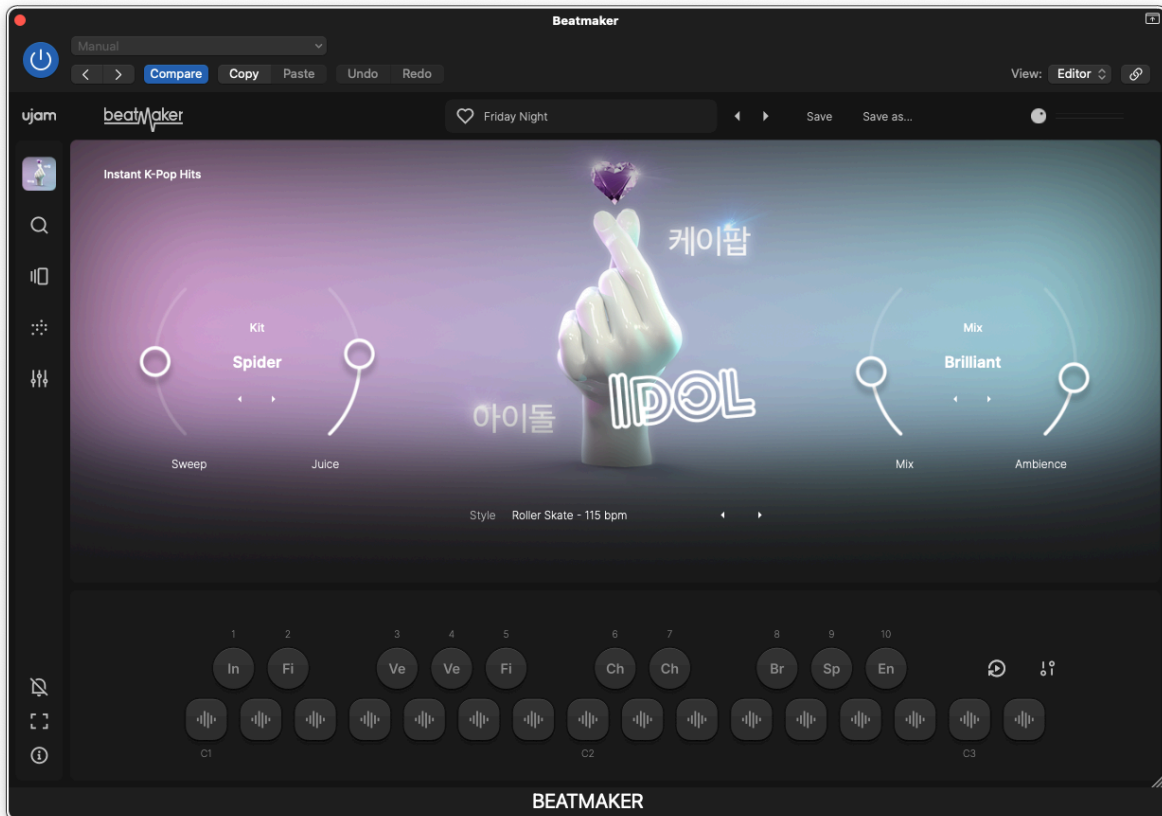 Beatmaker
Manual
Compare Copy Paste Undo Redo
View: Editor
ujam beatMaker Friday Night Save Save as...
Instant K-Pop Hits
케이팝
Kit
Spider
Mix
Brilliant
IDOL
아이돌
Sweep Juice
Mix Ambience
Style Roller Skate - 115 bpm
1 2 3 4 5 6 7 8 9 10
In Fi Ve Ve Fi Ch Ch Br Sp En
C1 C2 C3
BEATMAKER